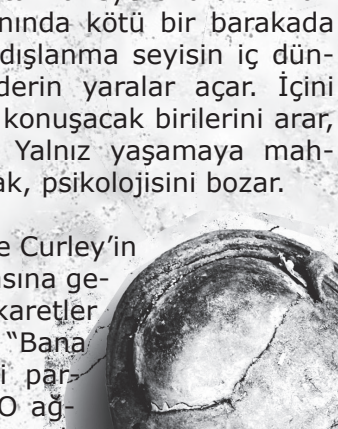 nında kötü bir barakada
dışlanma seyisin iç dün-
derin yaralar açar. İçini
konuşacak birilerini arar,
Yalnız yaşamaya mah-
ak, psikolojisini bozar.
e Curley’in
asına ge-
karetler
“Bana
i par-
O ağ-